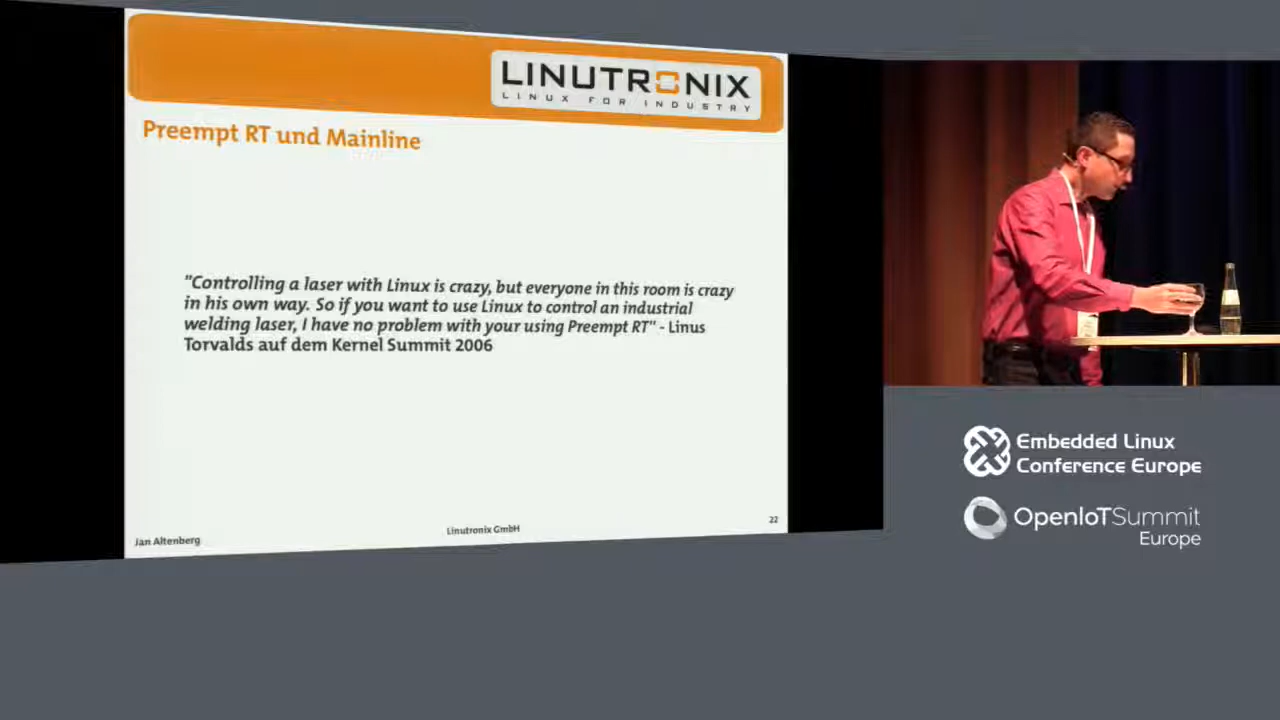 LINUTRONIX
LINUX FOR INDUSTRY
Preempt RT und Mainline
"Controlling a laser with Linux is crazy, but everyone in this room is crazy
in his own way. So if you want to use Linux to control an industrial
welding laser, I have no problem with your using Preempt RT" - Linus
Torvalds auf dem Kernel Summit 2006
Jan Altenberg
Linutronix GmbH
22
Embedded Linux
Conference Europe
OpenIoTSummit
Europe